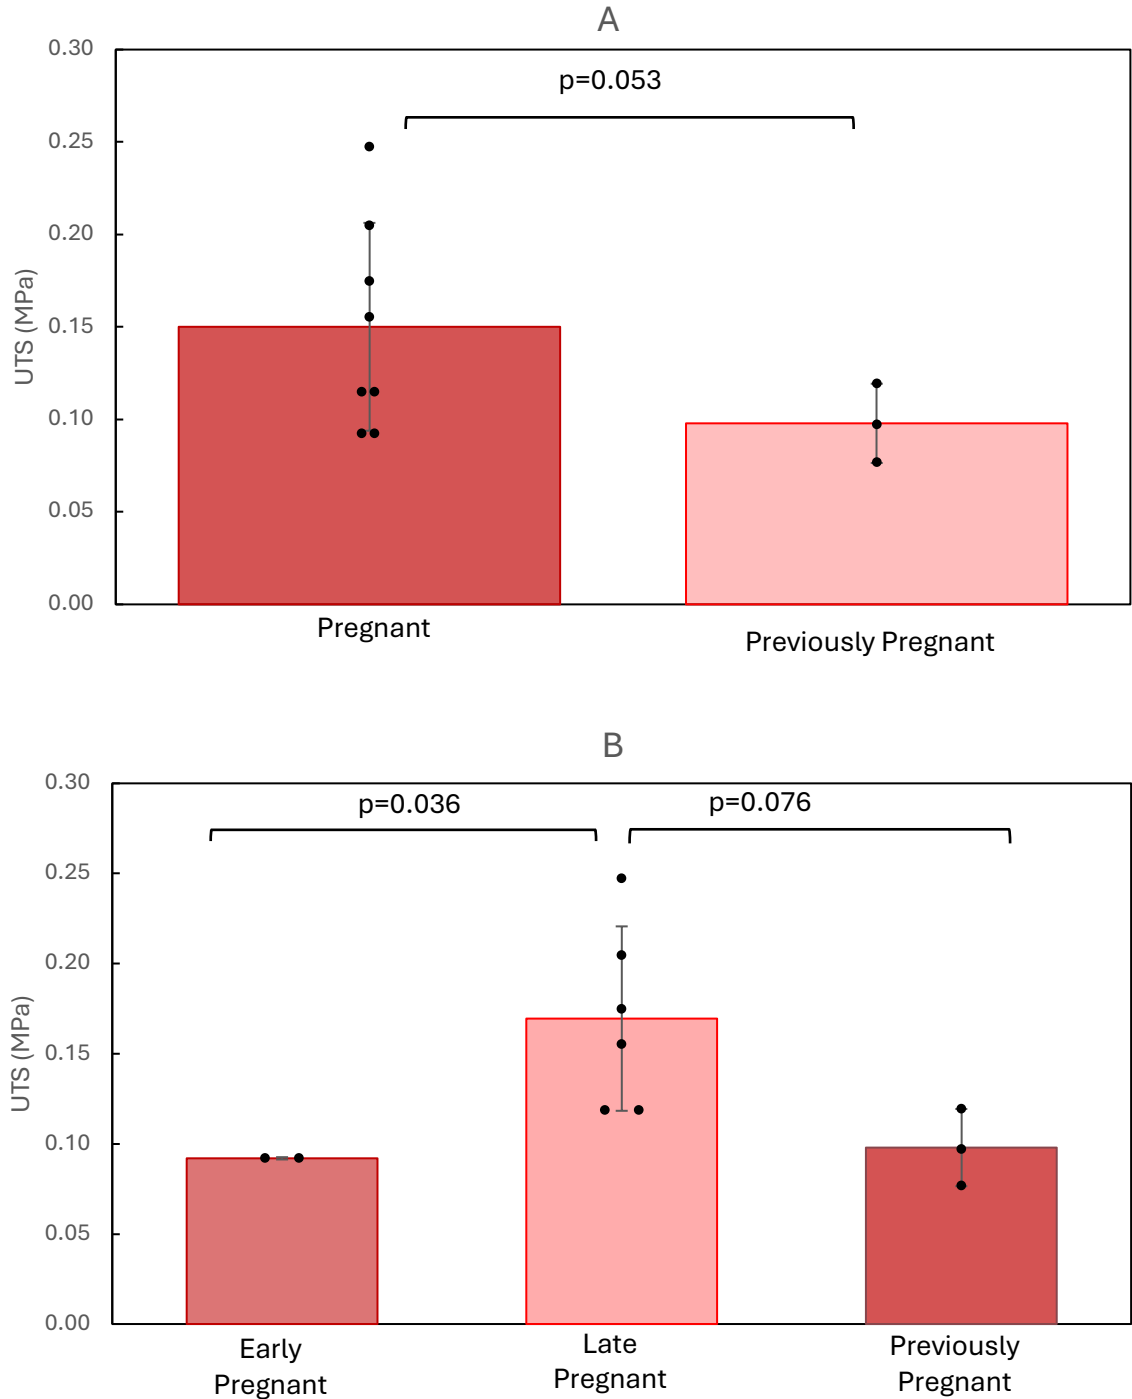 A
0.30
p=0.053
0.25
0.20
UTS (MPa)
0.15
0.10
0.05
0.00
Pregnant
Previously Pregnant
B
0.30
p=0.036
p=0.076
0.25
0.20
UTS (MPa)
0.15
0.10
0.05
0.00
Early
Pregnant
Late
Pregnant
Previously
Pregnant